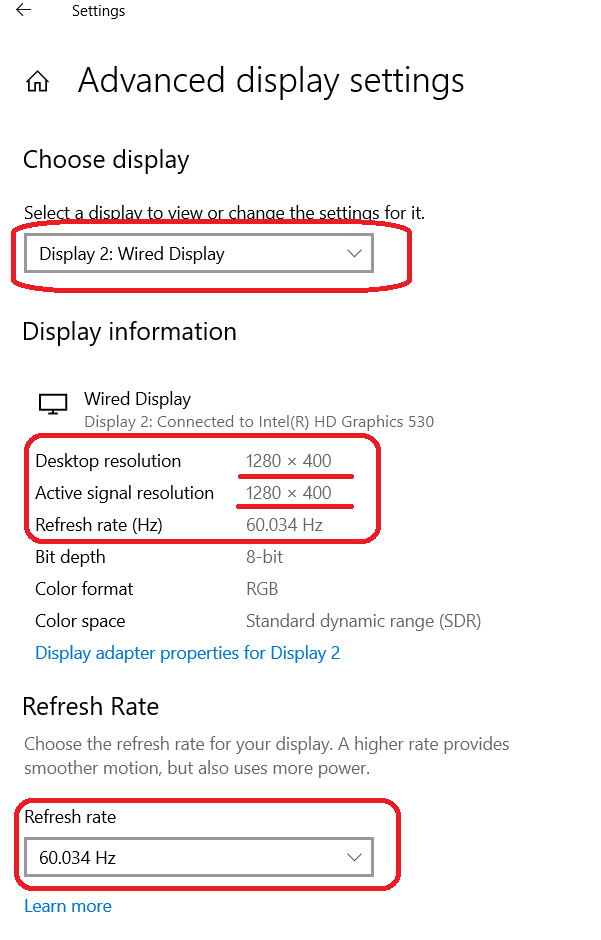 Settings
Advanced display settings
Choose display
Select a display to view or change the settings for it.
Display 2: Wired Display
Display information
Wired Display
Display 2: Connected to Intel(R) HD Graphics 530
Desktop resolution 1280 × 400
Active signal resolution 1280 × 400
Refresh rate (Hz) 60.034 Hz
Bit depth 8-bit
Color format RGB
Color space Standard dynamic range (SDR)
Display adapter properties for Display 2
Refresh Rate
Choose the refresh rate for your display. A higher rate provides
smoother motion, but also uses more power.
Refresh rate
60.034 Hz
Learn more